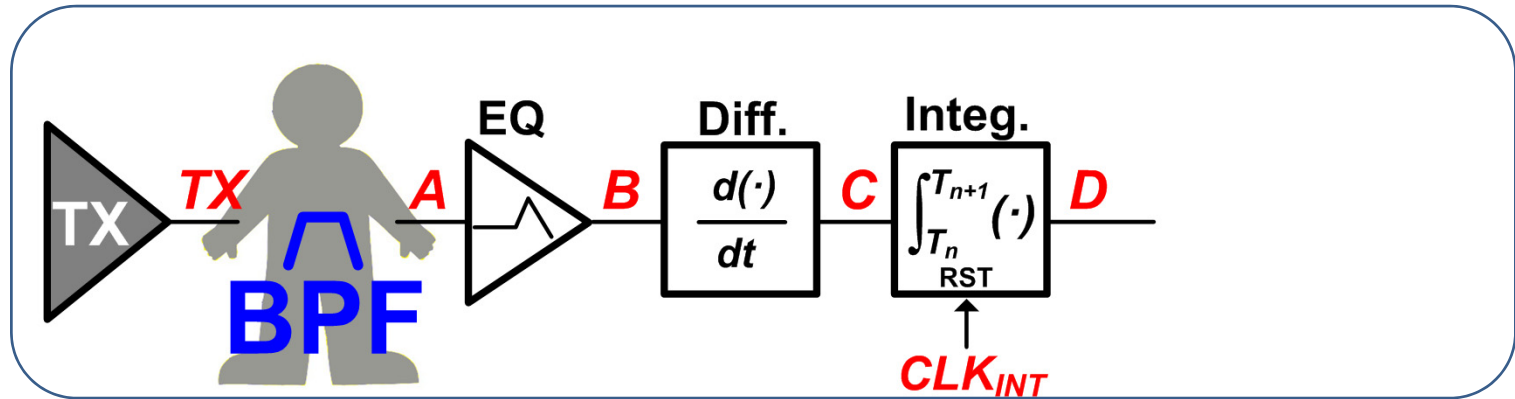 TX
TX
BPF
A
EQ
B
Diff.
d(·)
dt
C
Integ.
∫ Tn+1 (·)
Tn
RST
CLKINT
D